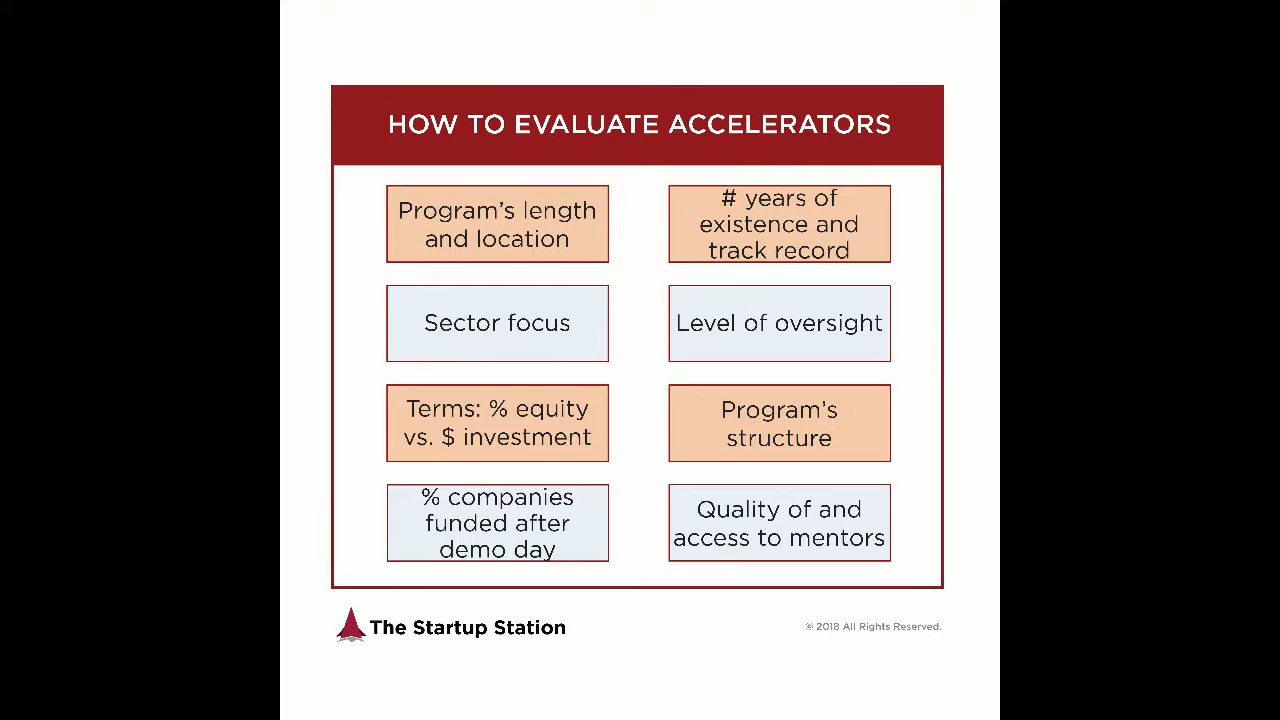 HOW TO EVALUATE ACCELERATORS
Program's length
and location
# years of
existence and
track record
Sector focus
Level of oversight
Terms: % equity
vs. $ investment
Program's
structure
% companies
funded after
demo day
Quality of and
access to mentors
The Startup Station
© 2018 All Rights Reserved.